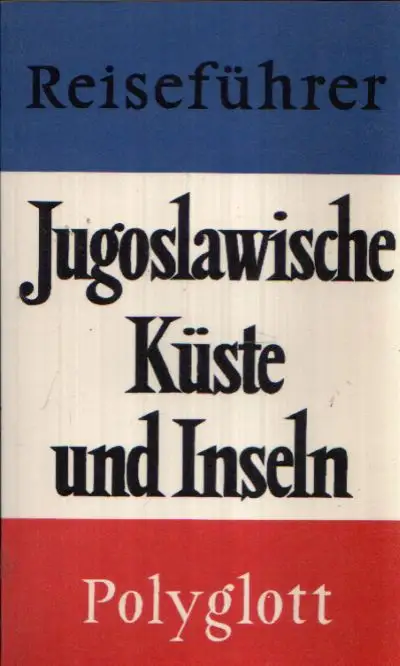 Reiseführer
Jugoslawische
Küste
und Inseln
Polyglott